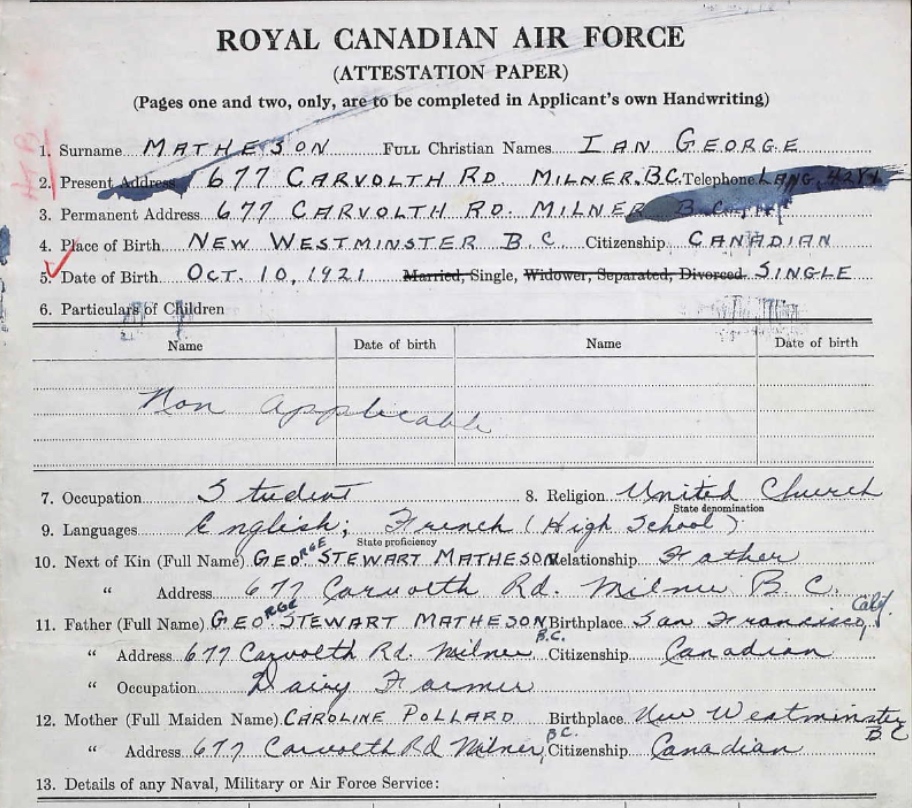 ROYAL CANADIAN AIR FORCE
(ATTESTATION PAPER)
(Pages one and two, only, are to be completed in Applicant's own Handwriting)
1. Surname MATHESON FULL Christian Names IAN GEORGE
2. Present Address 677 CARVOLTH RD MILNER, B.C. Telephone LANG.
3. Permanent Address 677 CARVOLTH RD. MILNER B.C.
4. Place of Birth NEW WESTMINSTER B.C. Citizenship CANADIAN
5. Date of Birth OCT. 10, 1921 Married, Single, Widower, Separated, Divorced. SINGLE
6. Particulars of Children
Name Date of birth Name Date of birth
Non Applicable
7. Occupation Student 8. Religion United Church
State denomination
9. Languages English; French (High School)
State proficiency
10. Next of Kin (Full Name) GEORGE STEWART MATHESON Relationship Father
" Address 677 Carvolth Rd. Milner B.C.
11. Father (Full Name) GEORGE STEWART MATHESON Birthplace San Francisco, Calif.
" Address 677 Carvolth Rd. Milner B.C. Citizenship Canadian
" Occupation Dairy Farmer
12. Mother (Full Maiden Name) CAROLINE POLLARD Birthplace New Westminster BC
" Address 677 Carvolth Rd Milner, B.C. Citizenship Canadian
13. Details of any Naval, Military or Air Force Service: